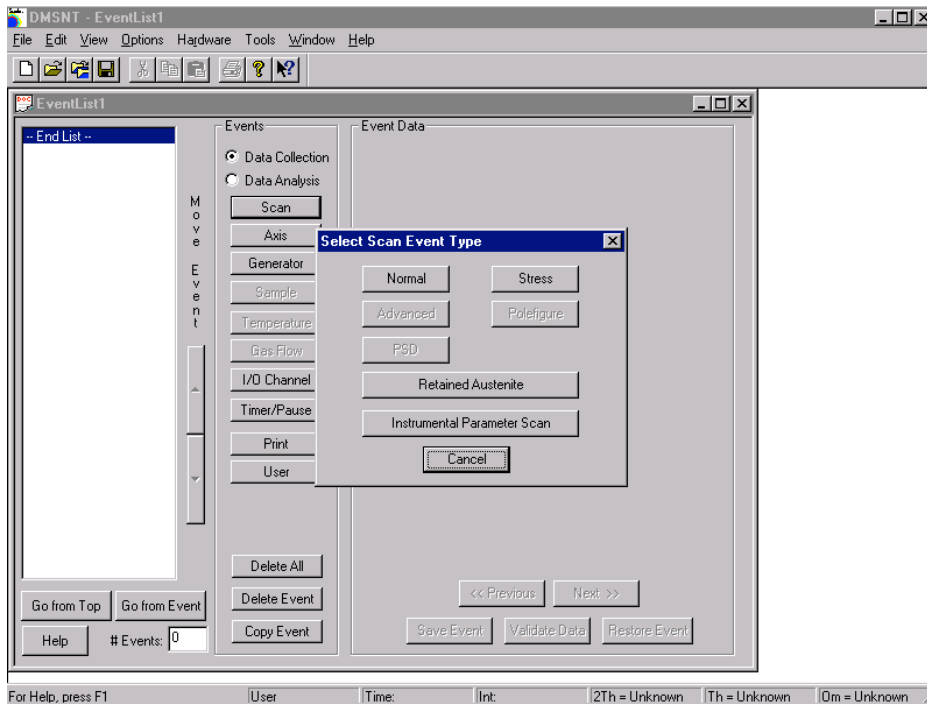 DMSNT - EventList1
File Edit View Options Hardware Tools Window Help
EventList1
-- End List --
Move Event
Events
Data Collection
Data Analysis
Scan
Axis
Generator
Sample
Temperature
Gas Flow
I/O Channel
Timer/Pause
Print
User
Delete All
Delete Event
Copy Event
Event Data
Select Scan Event Type
Normal
Stress
Advanced
Polefigure
PSD
Retained Austenite
Instrumental Parameter Scan
Cancel
<< Previous
Next >>
Save Event
Validate Data
Restore Event
Go from Top
Go from Event
Help
# Events: 0
For Help, press F1
User
Time:
Int:
2Th = Unknown
Th = Unknown
Om = Unknown